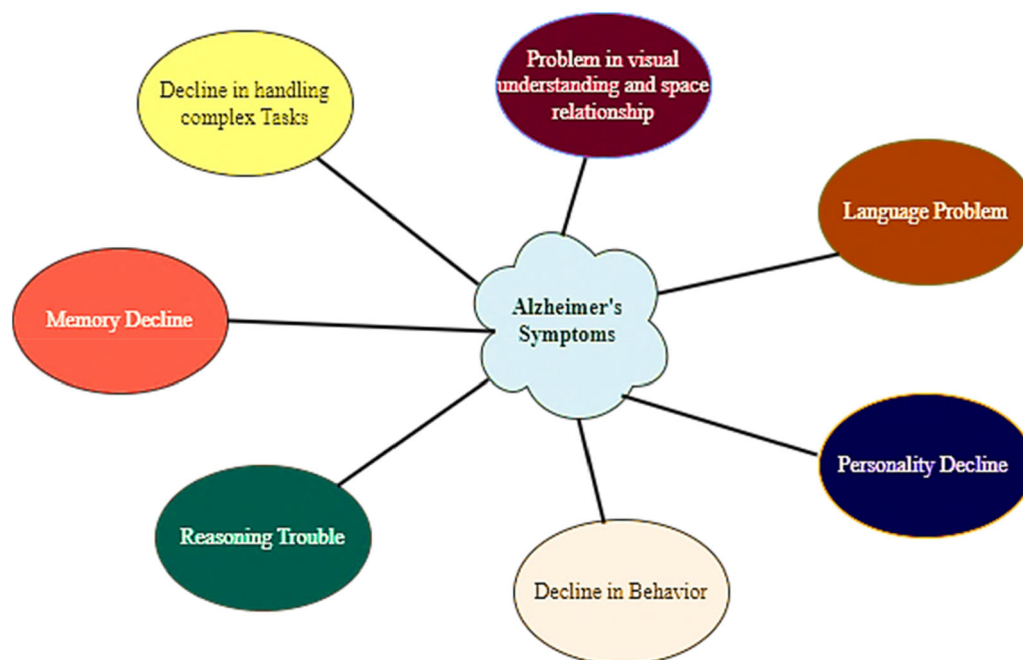 Decline in handling
complex Tasks
Problem in visual
understanding and space
relationship
Language Problem
Alzheimer's
Symptoms
Memory Decline
Personality Decline
Reasoning Trouble
Decline in Behavior